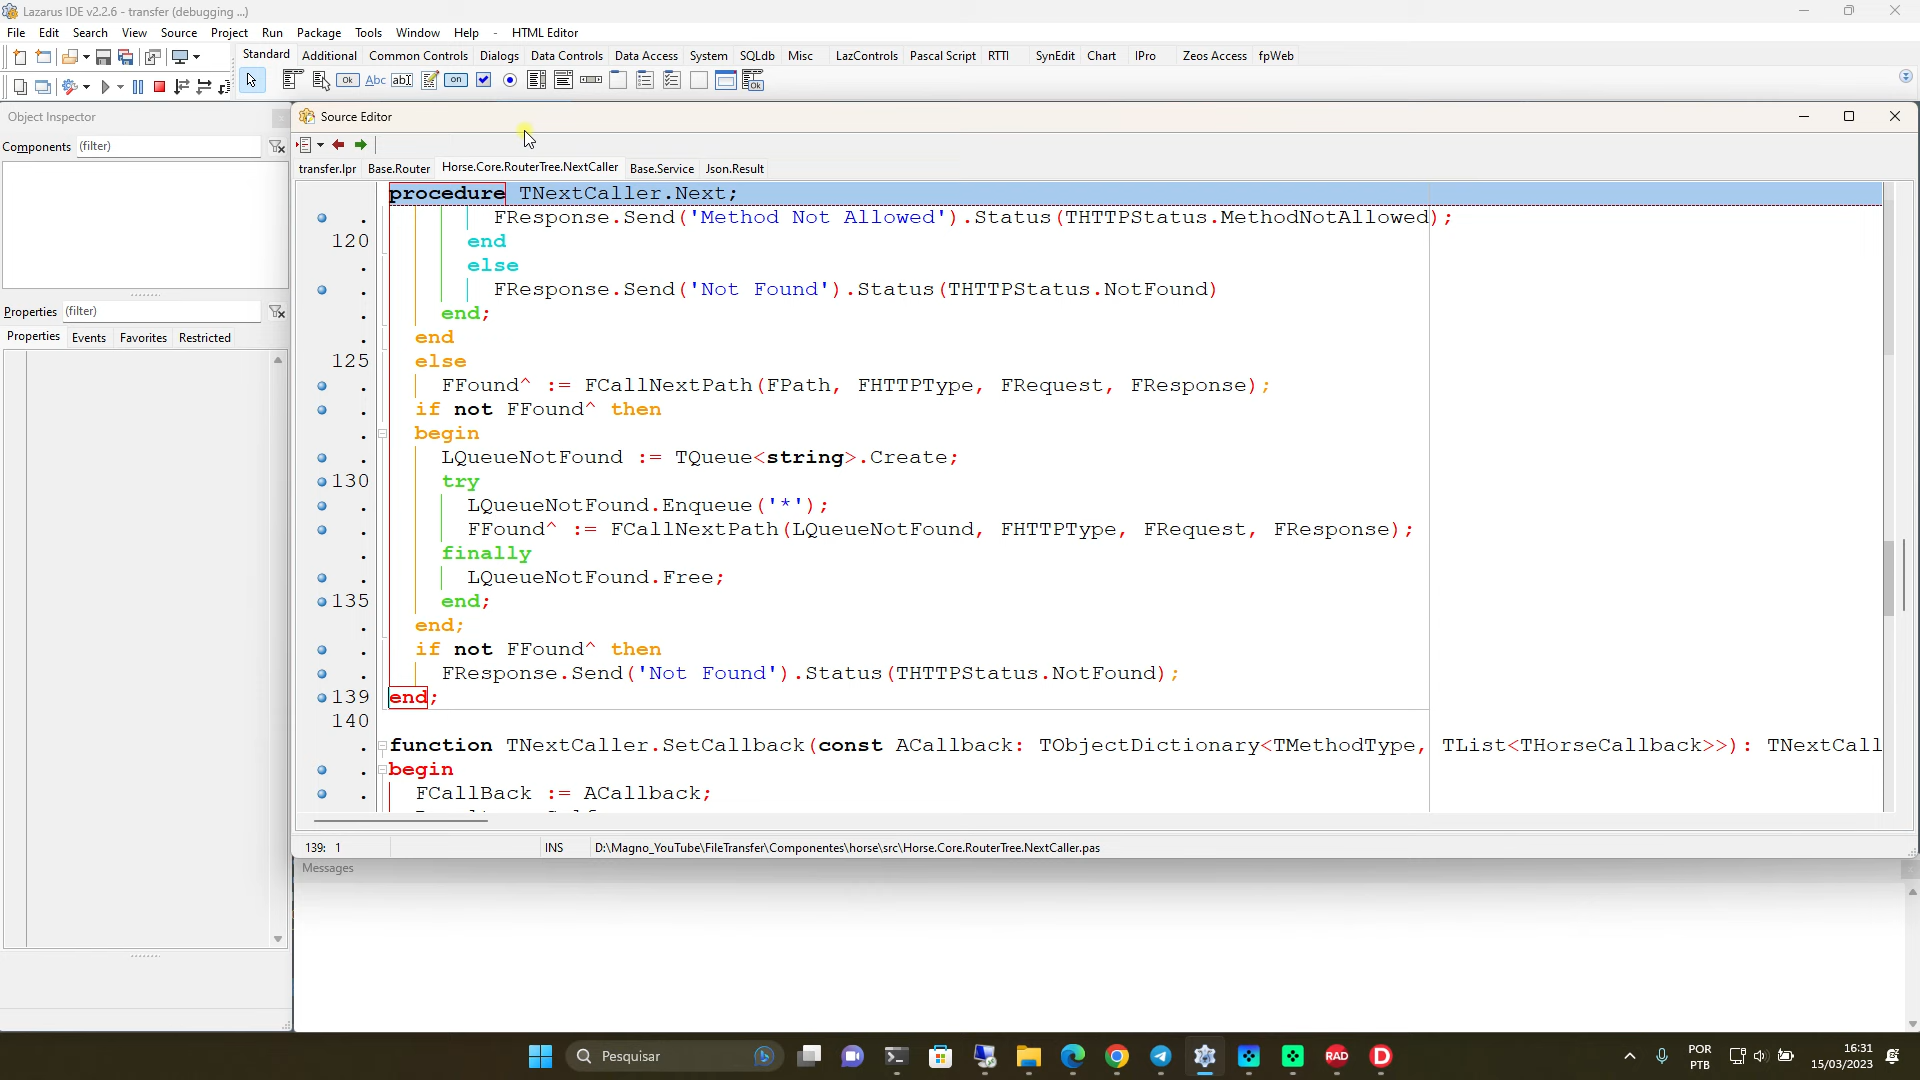 Lazarus IDE v2.2.6 - transfer (debugging ...)
File Edit Search View Source Project Run Package Tools Window Help - HTML Editor
Standard Additional Common Controls Dialogs Data Controls Data Access System SQLdb Misc LazControls Pascal Script RTTI SynEdit Chart IPro Zeos Access fpWeb
Ok Abc abI on Ok
Object Inspector
Components (filter)
Properties (filter)
Properties Events Favorites Restricted
Source Editor
transfer.lpr Base.Router Horse.Core.RouterTree.NextCaller Base.Service Json.Result
procedure TNextCaller.Next;
. FResponse.Send('Method Not Allowed').Status(THTTPStatus.MethodNotAllowed);
120 end
. else
. FResponse.Send('Not Found').Status(THTTPStatus.NotFound)
. end;
. end
125 else
. FFound^ := FCallNextPath(FPath, FHTTPType, FRequest, FResponse);
. if not FFound^ then
. begin
. LQueueNotFound := TQueue<string>.Create;
130 try
. LQueueNotFound.Enqueue('*');
. FFound^ := FCallNextPath(LQueueNotFound, FHTTPType, FRequest, FResponse);
. finally
. LQueueNotFound.Free;
135 end;
. end;
. if not FFound^ then
. FResponse.Send('Not Found').Status(THTTPStatus.NotFound);
139 end;
140
. function TNextCaller.SetCallback(const ACallback: TObjectDictionary<TMethodType, TList<THorseCallback>>): TNextCall
. begin
. FCallBack := ACallback;
139: 1 INS D:\Magno_YouTube\FileTransfer\Componentes\horse\src\Horse.Core.RouterTree.NextCaller.pas
Messages
Pesquisar
RAD
D
POR
PTB
16:31
15/03/2023